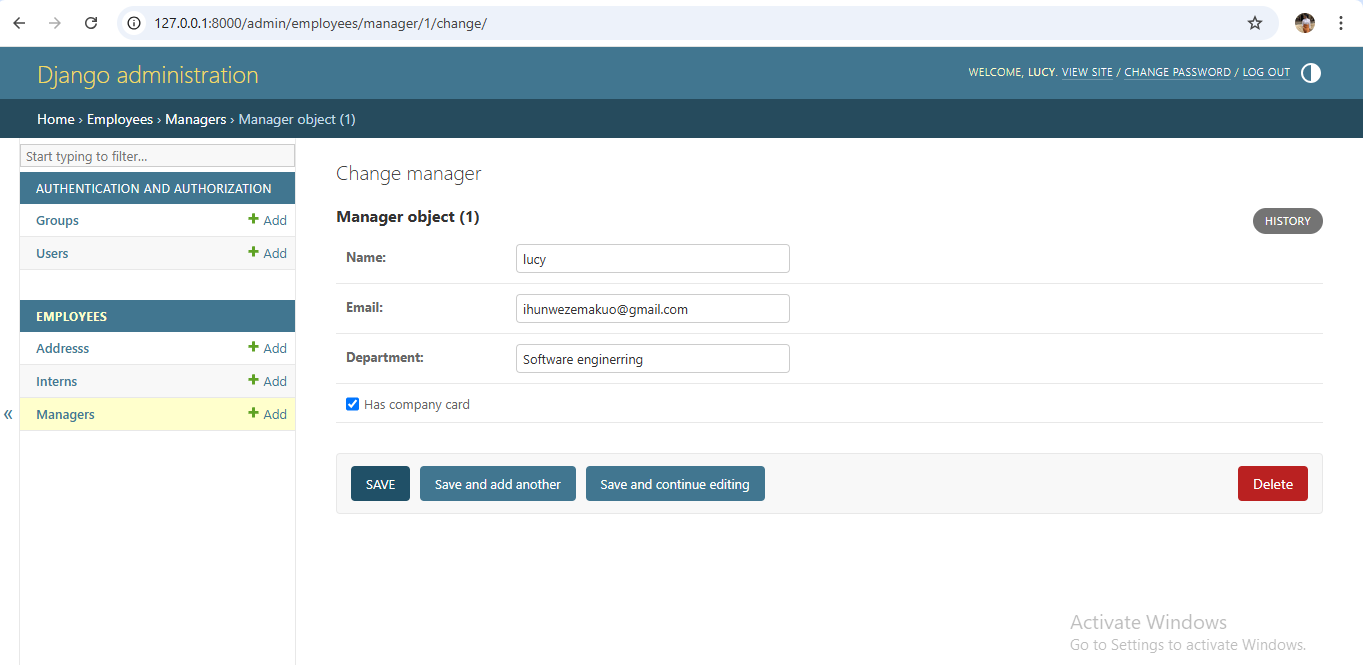 127.0.0.1:8000/admin/employees/manager/1/change/
Django administration
WELCOME, LUCY. VIEW SITE / CHANGE PASSWORD / LOG OUT
Home › Employees › Managers › Manager object (1)
Start typing to filter...
AUTHENTICATION AND AUTHORIZATION
Groups + Add
Users + Add
EMPLOYEES
Addresss + Add
Interns + Add
Managers + Add
«
Change manager
Manager object (1)
HISTORY
Name: lucy
Email: ihunwezemakuo@gmail.com
Department: Software enginerring
Has company card
SAVE Save and add another Save and continue editing Delete
Activate Windows
Go to Settings to activate Windows.